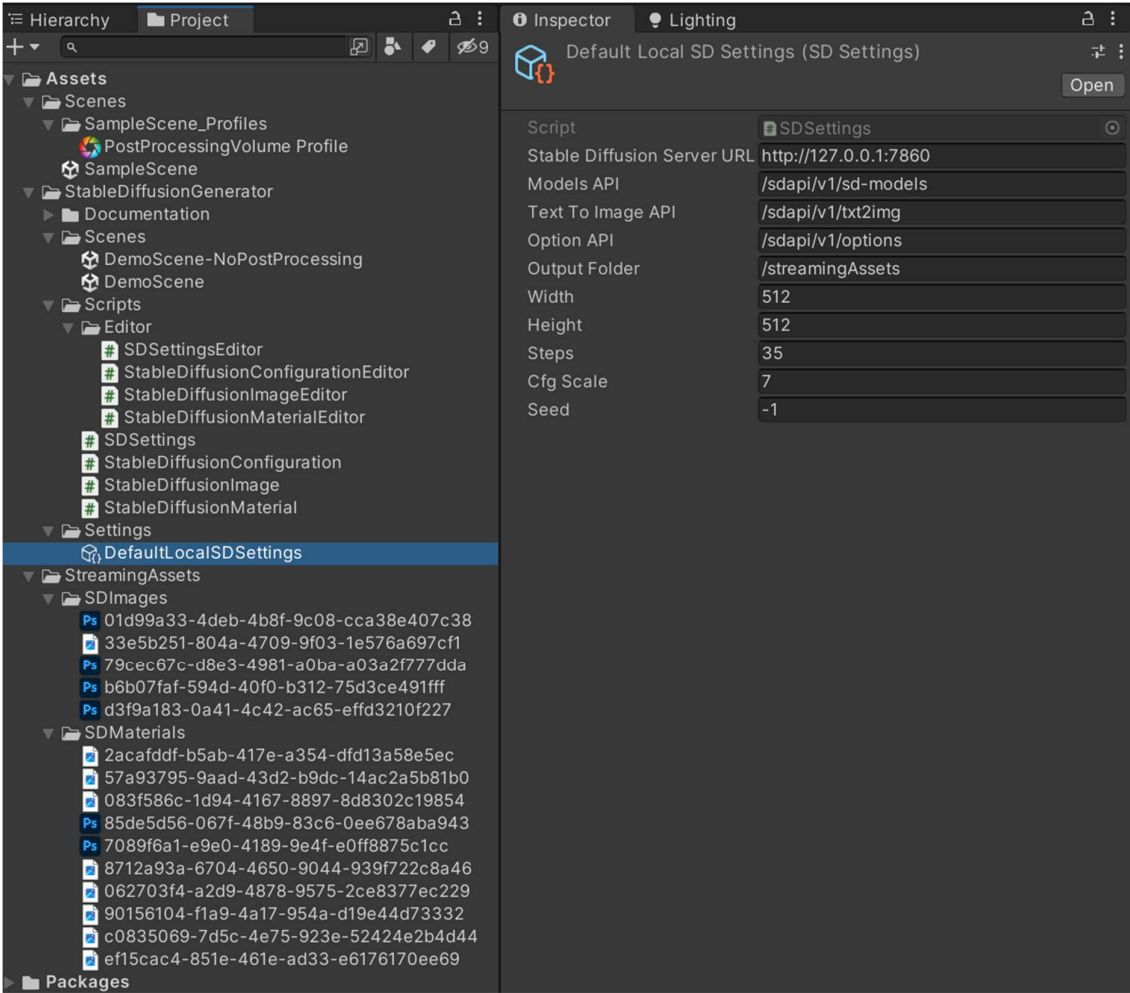 Hierarchy
Project
9
Assets
Scenes
SampleScene_Profiles
PostProcessingVolume Profile
SampleScene
StableDiffusionGenerator
Documentation
Scenes
DemoScene-NoPostProcessing
DemoScene
Scripts
Editor
SDSettingsEditor
StableDiffusionConfigurationEditor
StableDiffusionImageEditor
StableDiffusionMaterialEditor
SDSettings
StableDiffusionConfiguration
StableDiffusionImage
StableDiffusionMaterial
Settings
DefaultLocalSDSettings
StreamingAssets
SDImages
Ps 01d99a33-4deb-4b8f-9c08-cca38e407c38
33e5b251-804a-4709-9f03-1e576a697cf1
Ps 79cec67c-d8e3-4981-a0ba-a03a2f777dda
Ps b6b07faf-594d-40f0-b312-75d3ce491fff
Ps d3f9a183-0a41-4c42-ac65-effd3210f227
SDMaterials
2acafddf-b5ab-417e-a354-dfd13a58e5ec
57a93795-9aad-43d2-b9dc-14ac2a5b81b0
083f586c-1d94-4167-8897-8d8302c19854
Ps 85de5d56-067f-48b9-83c6-0ee678aba943
Ps 7089f6a1-e9e0-4189-9e4f-e0ff8875c1cc
8712a93a-6704-4650-9044-939f722c8a46
062703f4-a2d9-4878-9575-2ce8377ec229
90156104-f1a9-4a17-954a-d19e44d73332
c0835069-7d5c-4e75-923e-52424e2b4d44
ef15cac4-851e-461e-ad33-e6176170ee69
Packages
Inspector
Lighting
Default Local SD Settings (SD Settings)
Open
Script SDSettings
Stable Diffusion Server URL http://127.0.0.1:7860
Models API /sdapi/v1/sd-models
Text To Image API /sdapi/v1/txt2img
Option API /sdapi/v1/options
Output Folder /streamingAssets
Width 512
Height 512
Steps 35
Cfg Scale 7
Seed -1